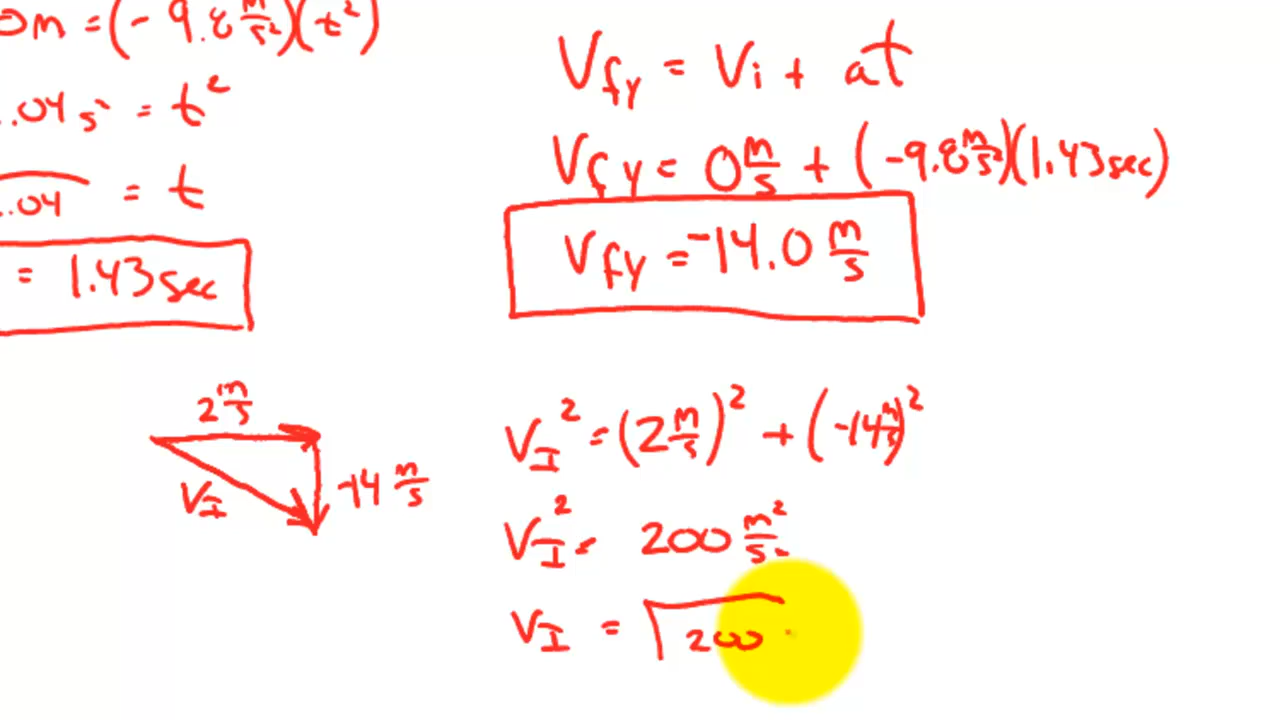 0m = (-9.8 m/s²)(t²)
.04 s² = t²
.04 = t
= 1.43 sec
Vfy = Vi + at
Vfy = 0 m/s + (-9.8 m/s²)(1.43 sec)
Vfy = -14.0 m/s
2 m/s
VI
-14 m/s
VI² = (2 m/s)² + (-14 m/s)²
VI² = 200 m²/s²
VI = √200